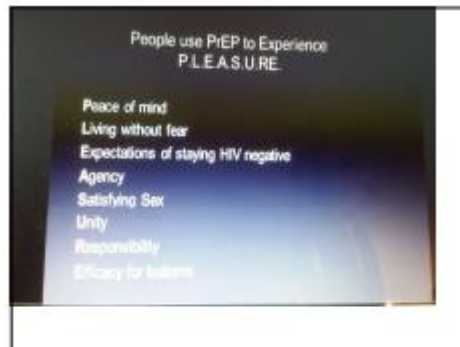 People use PrEP to Experience
P.L.E.A.S.U.RE.
Peace of mind
Living without fear
Expectations of staying HIV negative
Agency
Satisfying Sex
Unity
Responsibility
Efficacy for bottoms